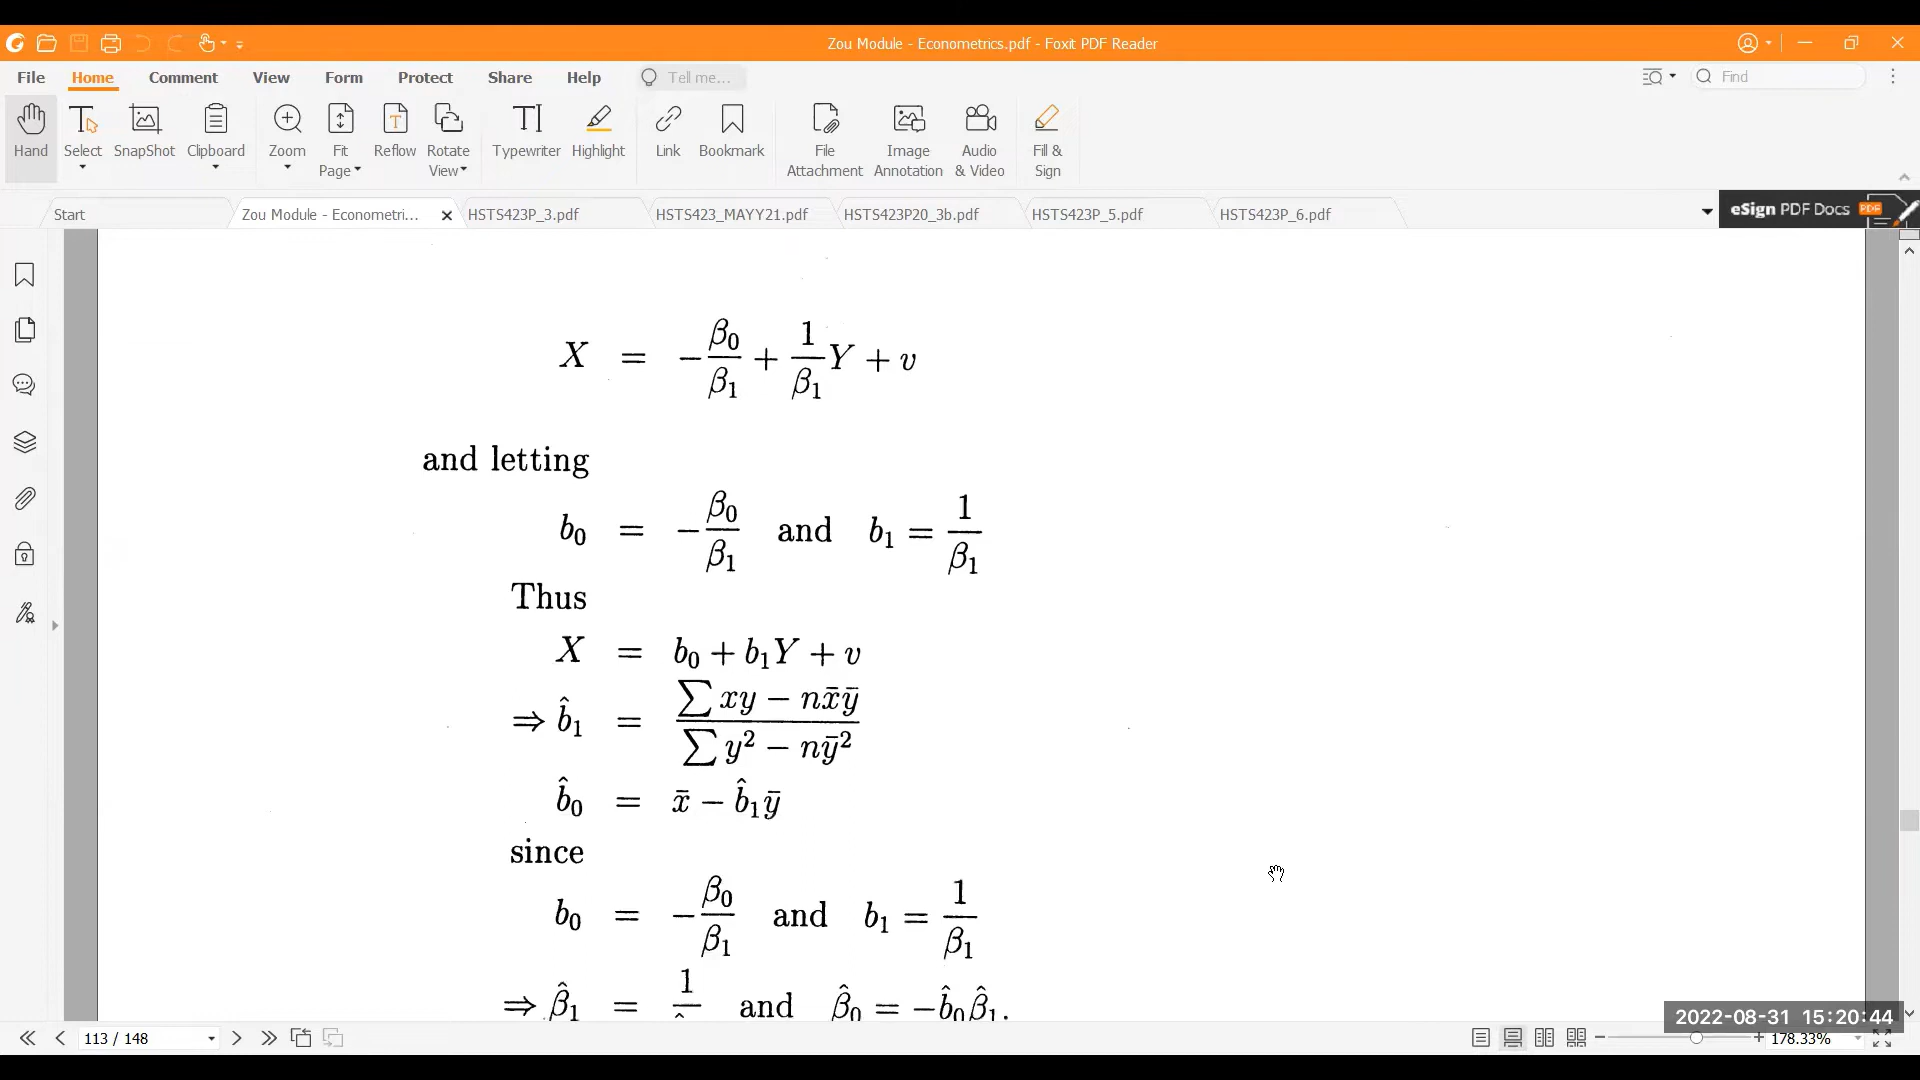 Zou Module - Econometrics.pdf - Foxit PDF Reader
File Home Comment View Form Protect Share Help Tell me... Find
Hand Select SnapShot Clipboard Zoom Fit Page Reflow Rotate View Typewriter Highlight Link Bookmark File Attachment Image Annotation Audio & Video Fill & Sign
Start Zou Module - Econometri... HSTS423P_3.pdf HSTS423_MAYY21.pdf HSTS423P20_3b.pdf HSTS423P_5.pdf HSTS423P_6.pdf eSign PDF Docs PDF
X = −β₀/β₁ + 1/β₁ Y + v
and letting
b₀ = −β₀/β₁ and b₁ = 1/β₁
Thus
X = b₀ + b₁Y + v
⇒ b̂₁ = (∑ xy − nx̄ȳ)/(∑ y² − nȳ²)
b̂₀ = x̄ − b̂₁ȳ
since
b₀ = −β₀/β₁ and b₁ = 1/β₁
⇒ β̂₁ = 1/ and β̂₀ = −b̂₀β̂₁.
2022-08-31 15:20:44
113 / 148 178.33%